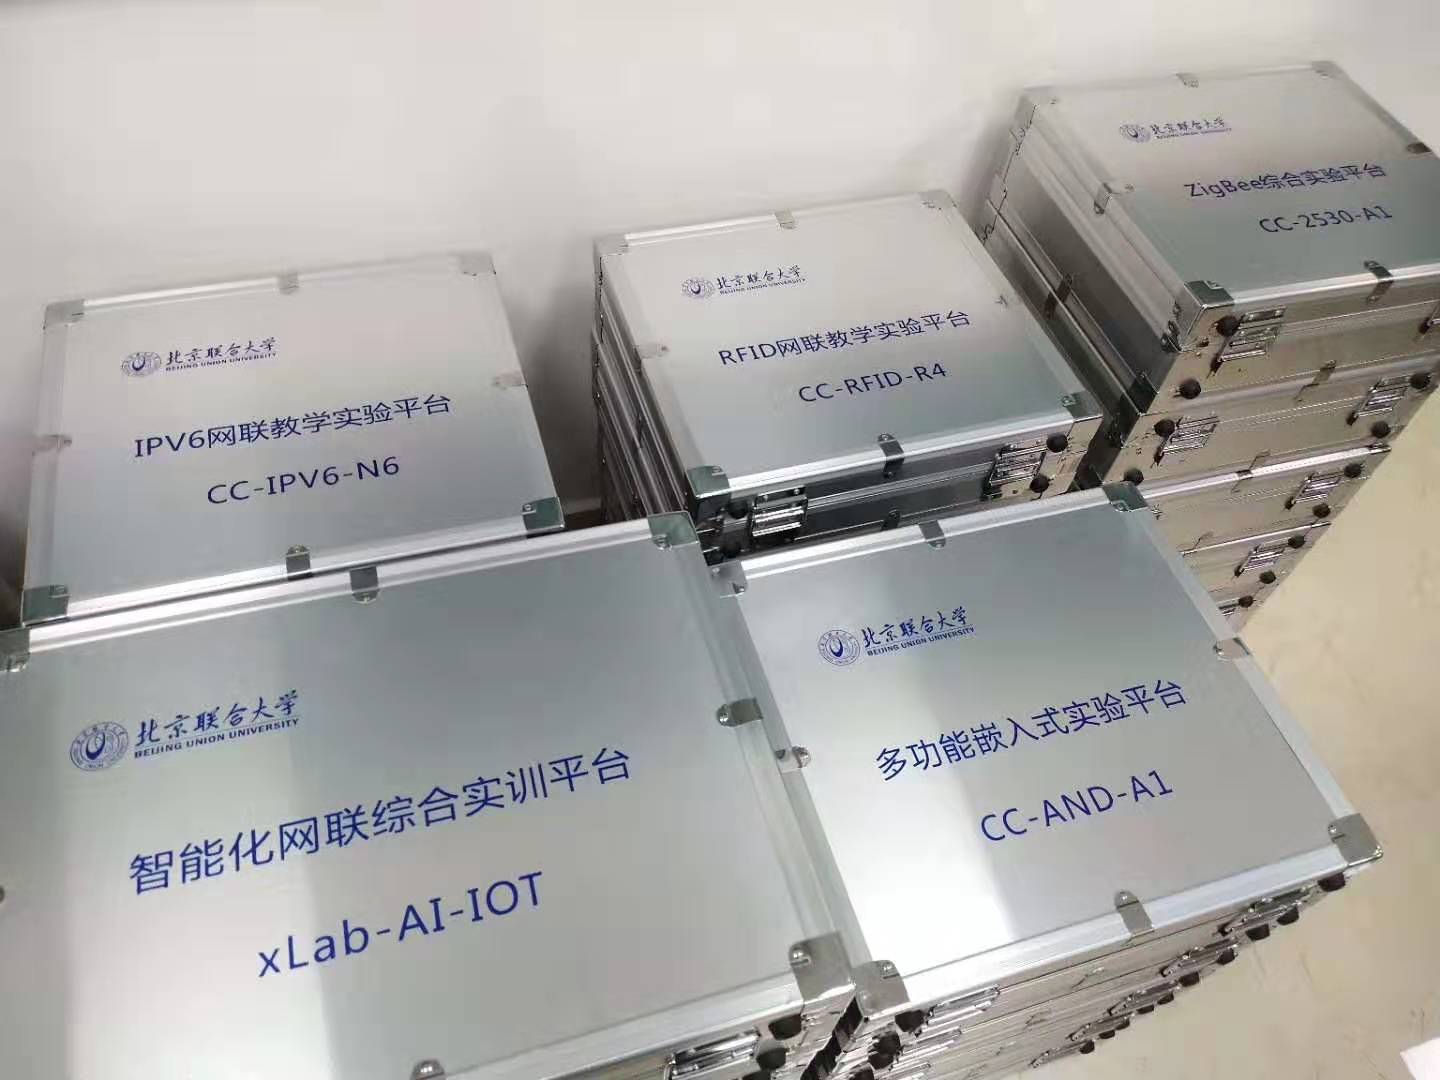 北京联合大学
BEIJING UNION UNIVERSITY
ZigBee综合实验平台
CC-2530-A1
北京联合大学
BEIJING UNION UNIVERSITY
RFID网联教学实验平台
CC-RFID-R4
北京联合大学
BEIJING UNION UNIVERSITY
IPV6网联教学实验平台
CC-IPV6-N6
北京联合大学
BEIJING UNION UNIVERSITY
多功能嵌入式实验平台
CC-AND-A1
北京联合大学
BEIJING UNION UNIVERSITY
智能化网联综合实训平台
xLab-AI-IOT